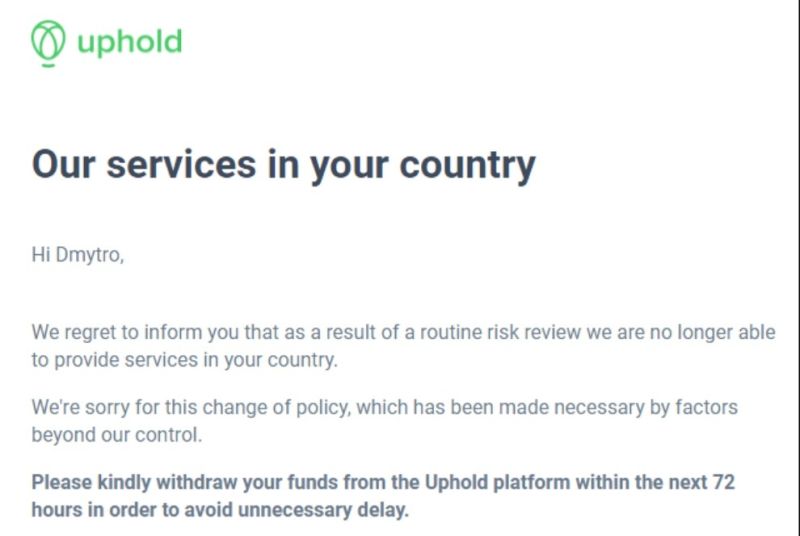 uphold
Our services in your country
Hi Dmytro,
We regret to inform you that as a result of a routine risk review we are no longer able
to provide services in your country.
We're sorry for this change of policy, which has been made necessary by factors
beyond our control.
Please kindly withdraw your funds from the Uphold platform within the next 72
hours in order to avoid unnecessary delay.